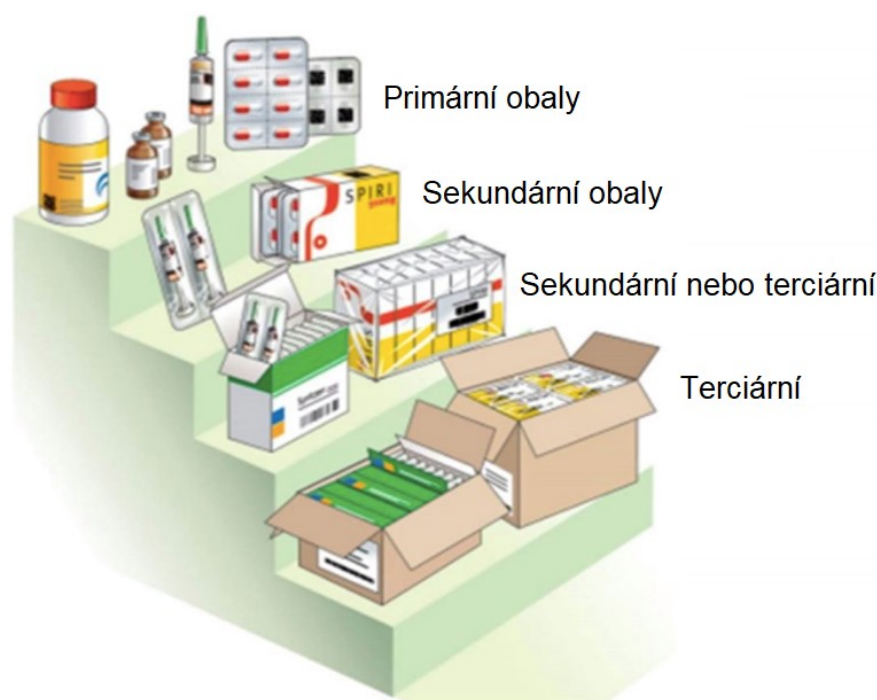 Primární obaly
SPIRI
Sekundární obaly
Sekundární nebo terciární
Terciární